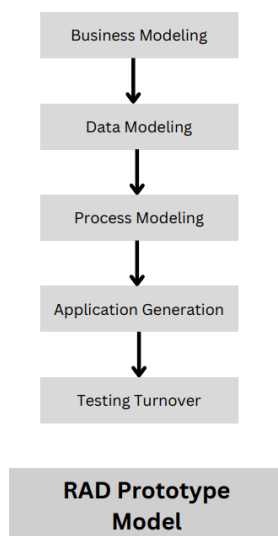 Business Modeling
Data Modeling
Process Modeling
Application Generation
Testing Turnover
RAD Prototype
Model